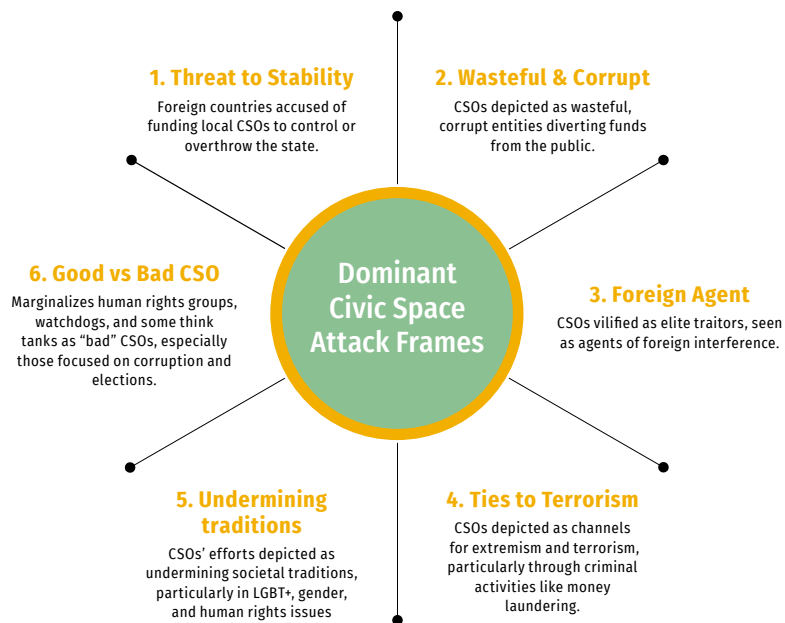 1. Threat to Stability
Foreign countries accused of
funding local CSOs to control or
overthrow the state.
2. Wasteful & Corrupt
CSOs depicted as wasteful,
corrupt entities diverting funds
from the public.
Dominant
Civic Space
Attack Frames
3. Foreign Agent
CSOs vilified as elite traitors, seen
as agents of foreign interference.
4. Ties to Terrorism
CSOs depicted as channels
for extremism and terrorism,
particularly through criminal
activities like money
laundering.
5. Undermining
traditions
CSOs’ efforts depicted as
undermining societal traditions,
particularly in LGBT+, gender,
and human rights issues
6. Good vs Bad CSO
Marginalizes human rights groups,
watchdogs, and some think
tanks as “bad” CSOs, especially
those focused on corruption and
elections.